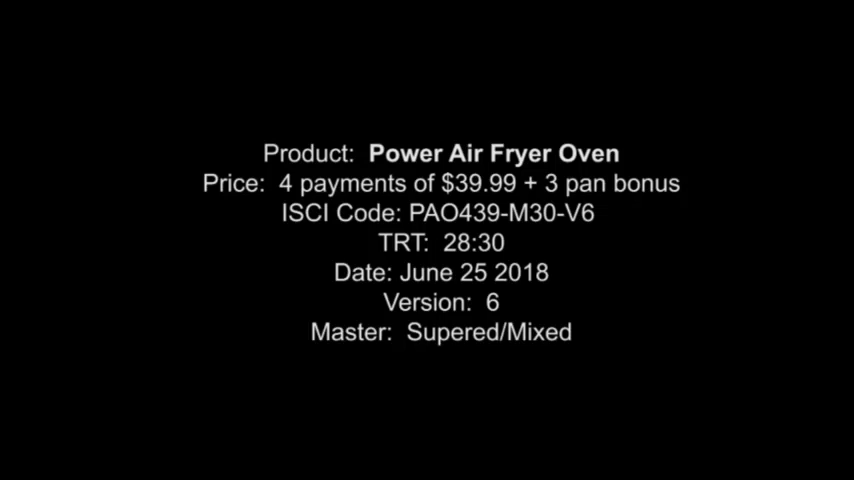 Product:  Power Air Fryer Oven
Price:  4 payments of $39.99 + 3 pan bonus
ISCI Code: PAO439-M30-V6
TRT:  28:30
Date: June 25 2018
Version:  6
Master:  Supered/Mixed